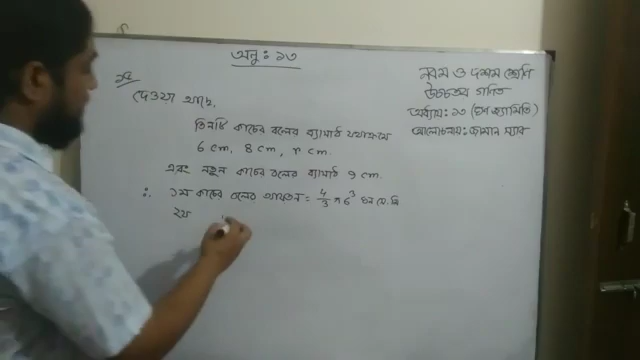 অনু : ১৩
নবম ও দশম শ্রেণি
উচ্চতর গণিত
অধ্যায়: ১৩ (ঘন জ্যামিতি)
আলোচনায়: জামান স্যার
দেওয়া আছে,
তিনটি কাচের বলের ব্যাসার্ধ যথাক্রমে
6 cm, 8 cm, r cm.
এবং নতুন কাচের বলের ব্যাসার্ধ 9 cm.
∴ ১ম কাচের বলের আয়তন = 4/3 π 6³ ঘন সে.মি
২য় "